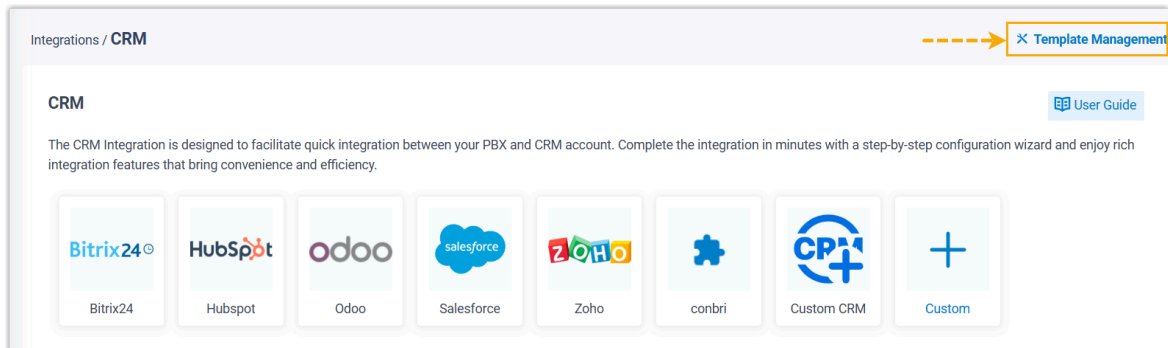 Integrations / CRM
Template Management
CRM
User Guide
The CRM Integration is designed to facilitate quick integration between your PBX and CRM account. Complete the integration in minutes with a step-by-step configuration wizard and enjoy rich
integration features that bring convenience and efficiency.
Bitrix24
HubSpot
odoo
salesforce
ZOHO
CRM
Bitrix24
Hubspot
Odoo
Salesforce
Zoho
conbri
Custom CRM
Custom